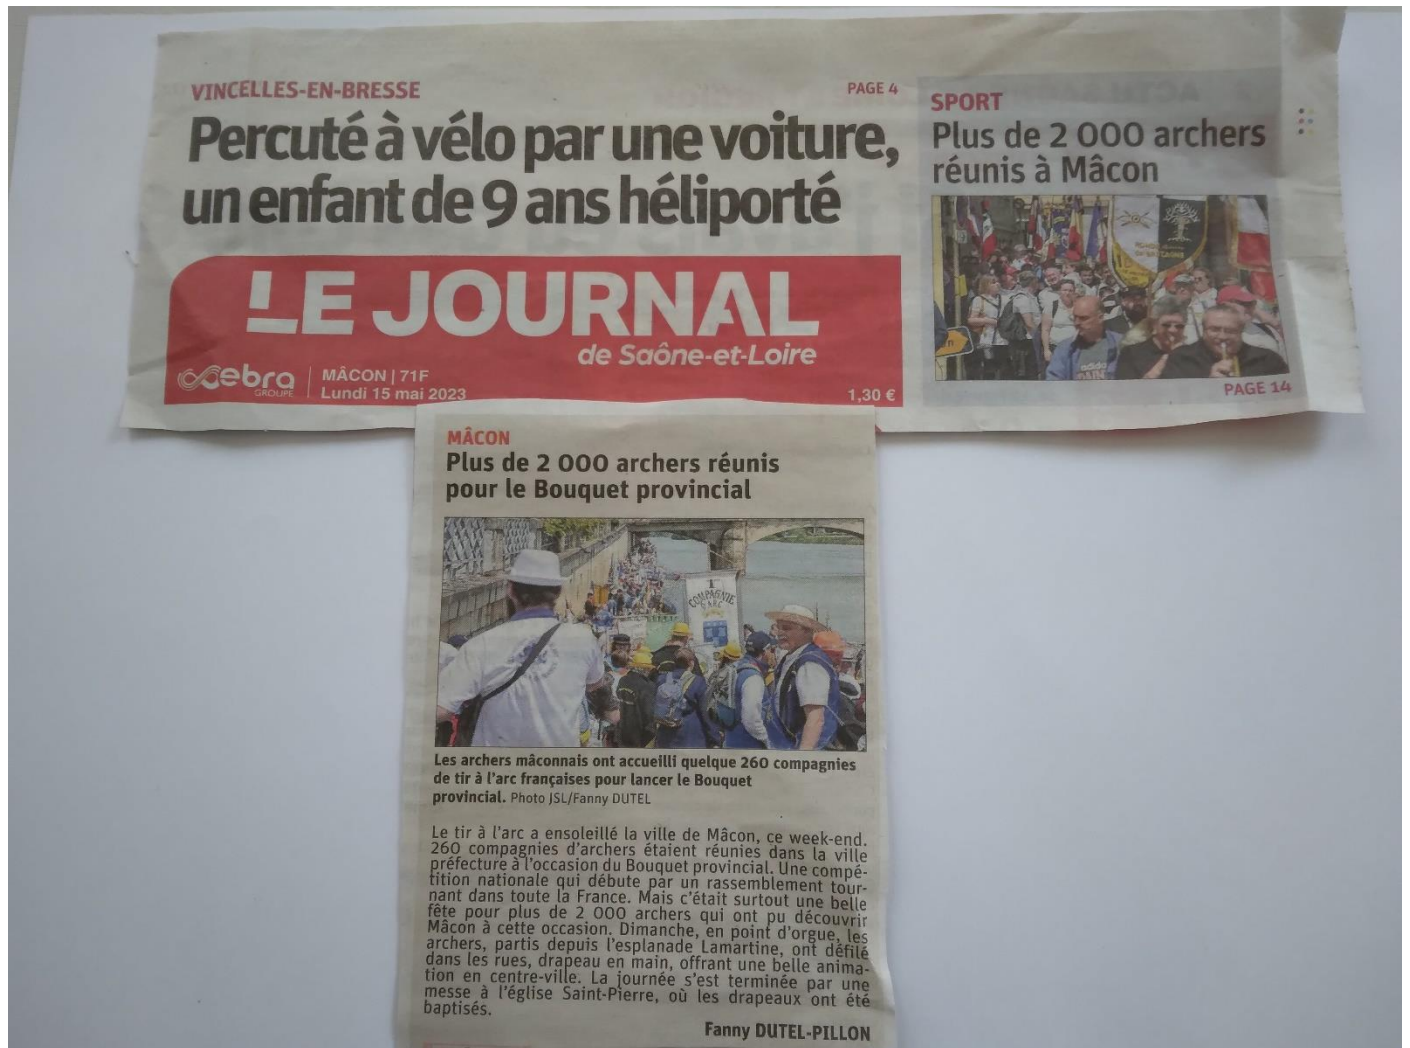 VINCELLES-EN-BRESSE
PAGE 4
Percuté à vélo par une voiture,
un enfant de 9 ans héliporté
LE JOURNAL
de Saône-et-Loire
ebra
GROUPE
MÂCON | 71F
Lundi 15 mai 2023
1,30 €
SPORT
Plus de 2 000 archers
réunis à Mâcon
PAGE 14
MÂCON
Plus de 2 000 archers réunis
pour le Bouquet provincial
COMPAGNIE
D'ARC
Les archers mâconnais ont accueilli quelque 260 compagnies
de tir à l'arc françaises pour lancer le Bouquet
provincial. Photo JSL/Fanny DUTEL
Le tir à l'arc a ensoleillé la ville de Mâcon, ce week-end.
260 compagnies d'archers étaient réunies dans la ville
préfecture à l'occasion du Bouquet provincial. Une compé-
tition nationale qui débute par un rassemblement tour-
nant dans toute la France. Mais c'était surtout une belle
fête pour plus de 2 000 archers qui ont pu découvrir
Mâcon à cette occasion. Dimanche, en point d'orgue, les
archers, partis depuis l'esplanade Lamartine, ont défilé
dans les rues, drapeau en main, offrant une belle anima-
tion en centre-ville. La journée s'est terminée par une
messe à l'église Saint-Pierre, où les drapeaux ont été
baptisés.
Fanny DUTEL-PILLON